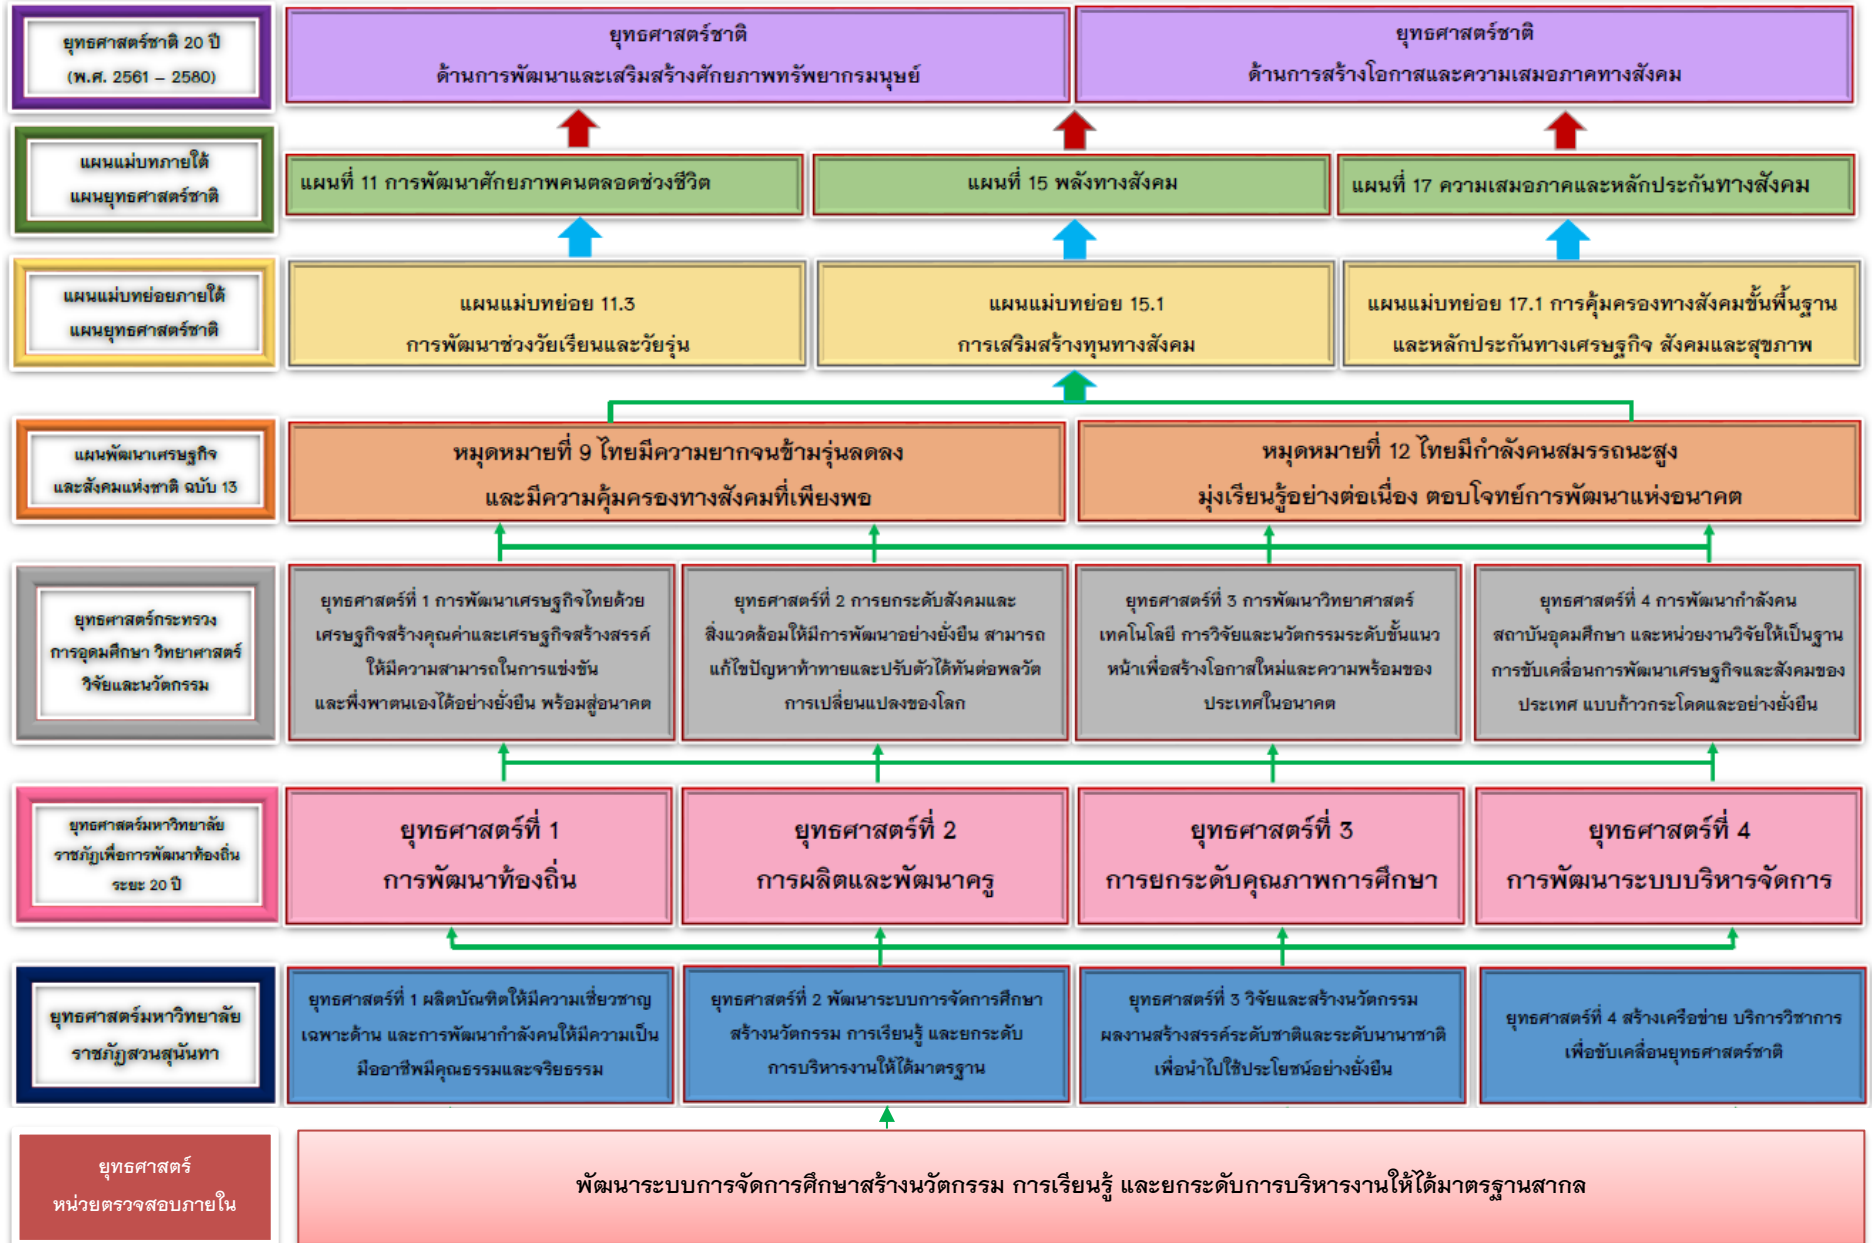 ยุทธศาสตร์ชาติ 20 ปี
(พ.ศ. 2561 – 2580)
ยุทธศาสตร์ชาติ
ด้านการพัฒนาและเสริมสร้างศักยภาพทรัพยากรมนุษย์
ยุทธศาสตร์ชาติ
ด้านการสร้างโอกาสและความเสมอภาคทางสังคม
แผนแม่บทภายใต้
แผนยุทธศาสตร์ชาติ
แผนที่ 11 การพัฒนาศักยภาพคนตลอดช่วงชีวิต
แผนที่ 15 พลังทางสังคม
แผนที่ 17 ความเสมอภาคและหลักประกันทางสังคม
แผนแม่บทย่อยภายใต้
แผนยุทธศาสตร์ชาติ
แผนแม่บทย่อย 11.3
การพัฒนาช่วงวัยเรียนและวัยรุ่น
แผนแม่บทย่อย 15.1
การเสริมสร้างทุนทางสังคม
แผนแม่บทย่อย 17.1 การคุ้มครองทางสังคมขั้นพื้นฐาน
และหลักประกันทางเศรษฐกิจ สังคมและสุขภาพ
แผนพัฒนาเศรษฐกิจ
และสังคมแห่งชาติ ฉบับ 13
หมุดหมายที่ 9 ไทยมีความยากจนข้ามรุ่นลดลง
และมีความคุ้มครองทางสังคมที่เพียงพอ
หมุดหมายที่ 12 ไทยมีกำลังคนสมรรถนะสูง
มุ่งเรียนรู้อย่างต่อเนื่อง ตอบโจทย์การพัฒนาแห่งอนาคต
ยุทธศาสตร์กระทรวง
การอุดมศึกษา วิทยาศาสตร์
วิจัยและนวัตกรรม
ยุทธศาสตร์ที่ 1 การพัฒนาเศรษฐกิจไทยด้วย
เศรษฐกิจสร้างคุณค่าและเศรษฐกิจสร้างสรรค์
ให้มีความสามารถในการแข่งขัน
และพึ่งพาตนเองได้อย่างยั่งยืน พร้อมสู่อนาคต
ยุทธศาสตร์ที่ 2 การยกระดับสังคมและ
สิ่งแวดล้อมให้มีการพัฒนาอย่างยั่งยืน สามารถ
แก้ไขปัญหาท้าทายและปรับตัวได้ทันต่อพลวัต
การเปลี่ยนแปลงของโลก
ยุทธศาสตร์ที่ 3 การพัฒนาวิทยาศาสตร์
เทคโนโลยี การวิจัยและนวัตกรรมระดับขั้นแนว
หน้าเพื่อสร้างโอกาสใหม่และความพร้อมของ
ประเทศในอนาคต
ยุทธศาสตร์ที่ 4 การพัฒนากำลังคน
สถาบันอุดมศึกษา และหน่วยงานวิจัยให้เป็นฐาน
การขับเคลื่อนการพัฒนาเศรษฐกิจและสังคมของ
ประเทศ แบบก้าวกระโดดและอย่างยั่งยืน
ยุทธศาสตร์มหาวิทยาลัย
ราชภัฏเพื่อการพัฒนาท้องถิ่น
ระยะ 20 ปี
ยุทธศาสตร์ที่ 1
การพัฒนาท้องถิ่น
ยุทธศาสตร์ที่ 2
การผลิตและพัฒนาครู
ยุทธศาสตร์ที่ 3
การยกระดับคุณภาพการศึกษา
ยุทธศาสตร์ที่ 4
การพัฒนาระบบบริหารจัดการ
ยุทธศาสตร์มหาวิทยาลัย
ราชภัฏสวนสุนันทา
ยุทธศาสตร์ที่ 1 ผลิตบัณฑิตให้มีความเชี่ยวชาญ
เฉพาะด้าน และการพัฒนากำลังคนให้มีความเป็น
มืออาชีพมีคุณธรรมและจริยธรรม
ยุทธศาสตร์ที่ 2 พัฒนาระบบการจัดการศึกษา
สร้างนวัตกรรม การเรียนรู้ และยกระดับ
การบริหารงานให้ได้มาตรฐาน
ยุทธศาสตร์ที่ 3 วิจัยและสร้างนวัตกรรม
ผลงานสร้างสรรค์ระดับชาติและระดับนานาชาติ
เพื่อนำไปใช้ประโยชน์อย่างยั่งยืน
ยุทธศาสตร์ที่ 4 สร้างเครือข่าย บริการวิชาการ
เพื่อขับเคลื่อนยุทธศาสตร์ชาติ
ยุทธศาสตร์
หน่วยตรวจสอบภายใน
พัฒนาระบบการจัดการศึกษาสร้างนวัตกรรม การเรียนรู้ และยกระดับการบริหารงานให้ได้มาตรฐานสากล